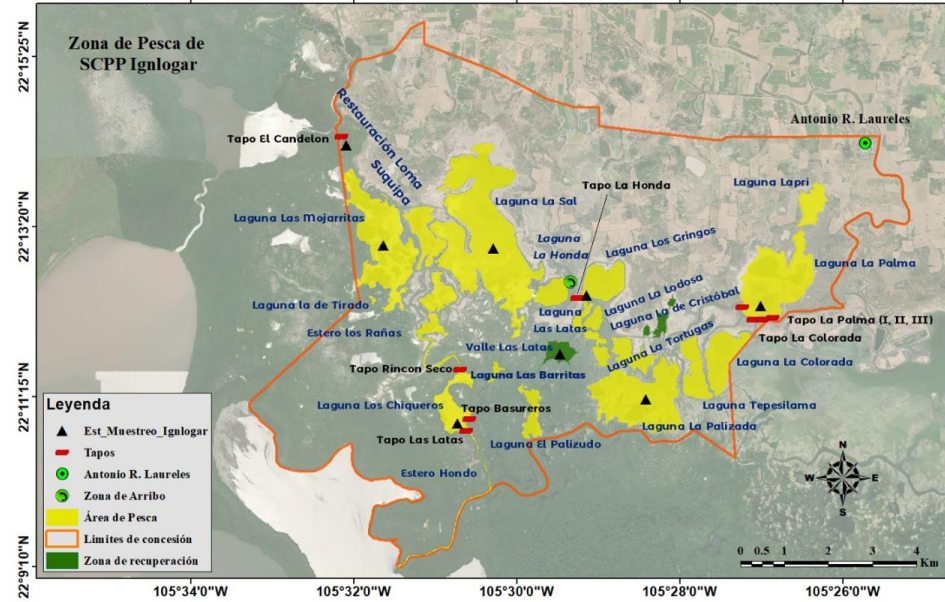 Zona de Pesca de
SCPP Ignlogar
22°15'25"N
22°13'20"N
22°11'15"N
22°9'10"N
Antonio R. Laureles
Tapo El Candelon
Restauración Loma
Suquipa
Tapo La Honda
Laguna Lapri
Laguna Las Mojarritas
Laguna La Sal
Laguna
La Honda
Laguna Los Gringos
Laguna La Palma
Laguna La Lodosa
Laguna La de Cristóbal
Laguna la de Tirado
Laguna
Las Latas
Tapo La Palma (I, II, III)
Estero los Rañas
Valle Las Latas
Laguna La Tortugas
Tapo La Colorada
Laguna La Colorada
Tapo Rincon Seco
Laguna Las Barritas
Laguna Los Chiqueros
Tapo Basureros
Laguna Tepesilama
Laguna La Palizada
Tapo Las Latas
Laguna El Palizudo
Estero Hondo
Leyenda
Est_Muestreo_Ignlogar
Tapos
Antonio R. Laureles
Zona de Arribo
Área de Pesca
Limites de concesión
Zona de recuperación
N
W
E
S
0 0.5 1 2 3 4
Km
105°34'0"W
105°32'0"W
105°30'0"W
105°28'0"W
105°26'0"W